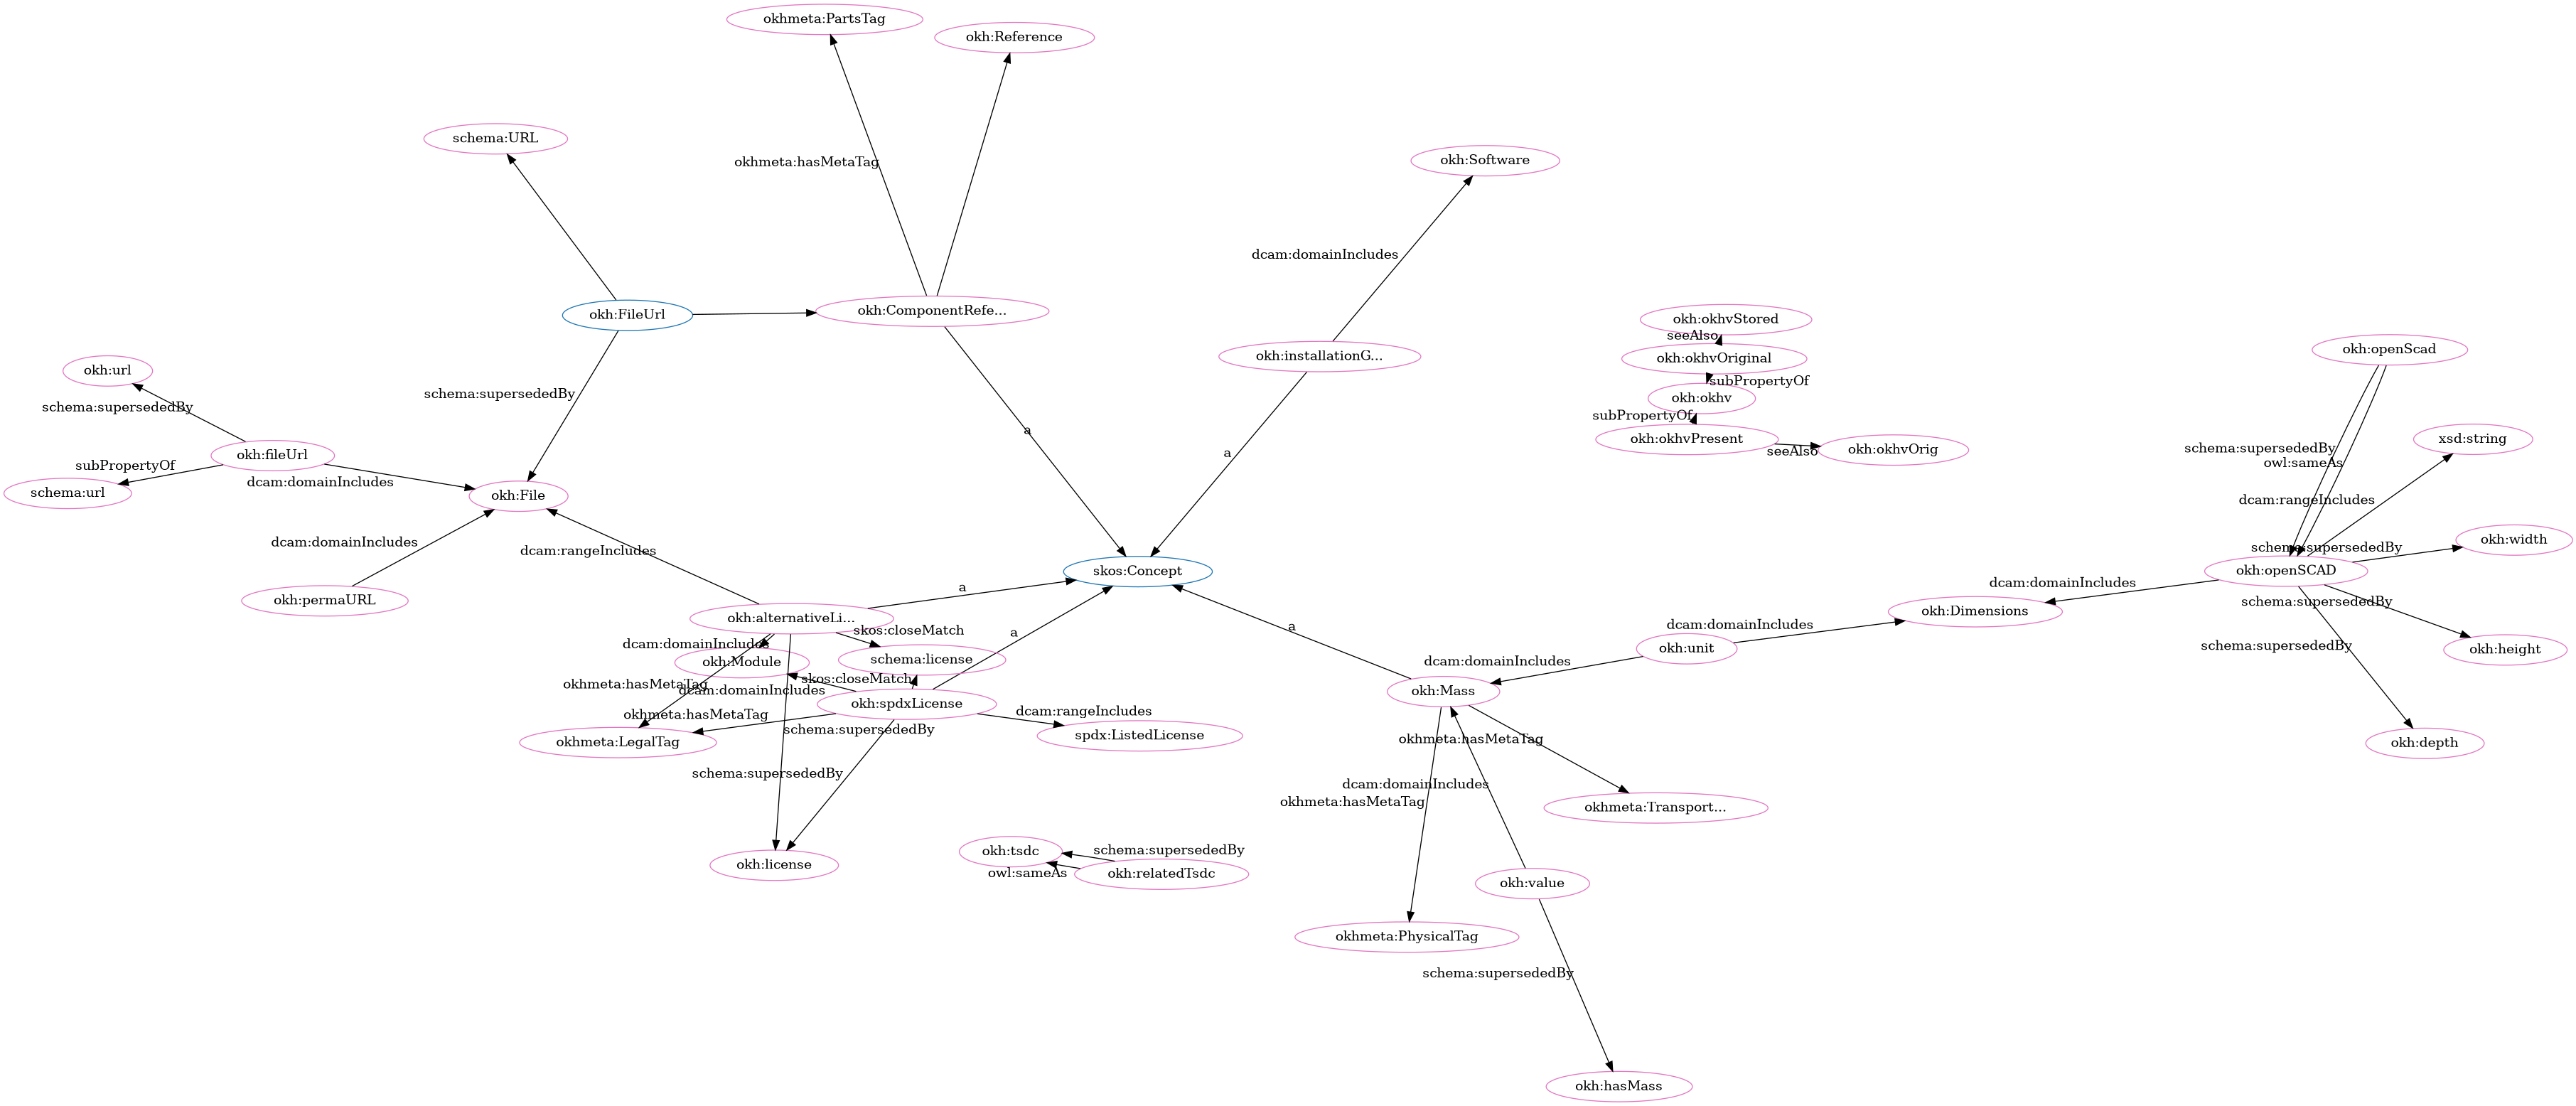 okhmeta:PartsTag
okh:Reference
schema:URL
okhmeta:hasMetaTag
okh:Software
dcam:domainIncludes
okh:FileUrl
okh:ComponentRefe...
okh:okhvStored
seeAlso
okh:installationG...
okh:okhvOriginal
okh:openScad
okh:url
subPropertyOf
schema:supersededBy
okh:okhv
schema:supersededBy
subPropertyOf
a
okh:okhvPresent
xsd:string
okh:fileUrl
a
seeAlso
okh:okhvOrig
schema:supersededBy
subPropertyOf
owl:sameAs
dcam:domainIncludes
schema:url
okh:File
dcam:rangeIncludes
dcam:domainIncludes
dcam:rangeIncludes
okh:width
schema:supersededBy
skos:Concept
okh:openSCAD
dcam:domainIncludes
a
okh:permaURL
schema:supersededBy
okh:Dimensions
okh:alternativeLi...
a
a
dcam:domainIncludes
skos:closeMatch
dcam:domainIncludes
okh:unit
schema:supersededBy
okh:height
okh:Module
schema:license
dcam:domainIncludes
okhmeta:hasMetaTag
skos:closeMatch
dcam:domainIncludes
okh:Mass
okh:spdxLicense
okhmeta:hasMetaTag
dcam:rangeIncludes
schema:supersededBy
spdx:ListedLicense
okhmeta:LegalTag
okhmeta:hasMetaTag
okh:depth
schema:supersededBy
dcam:domainIncludes
okhmeta:hasMetaTag
okhmeta:Transport...
okh:tsdc
schema:supersededBy
okh:license
owl:sameAs
okh:relatedTsdc
okh:value
okhmeta:PhysicalTag
schema:supersededBy
okh:hasMass